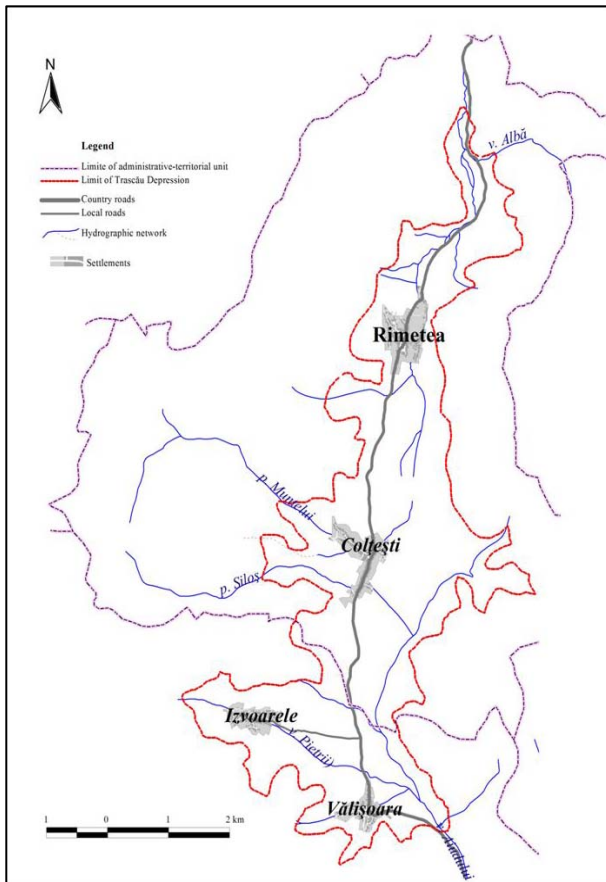 N
Legend
Limite of administrative-territorial unit
Limit of Trascău Depression
Country roads
Local roads
Hydrographic network
Settlements
v. Albă
Rimetea
p. Muntelui
Colțești
p. Siloș
Izvoarele
v. Pietrii
Vălișoara
1 0 1 2 km